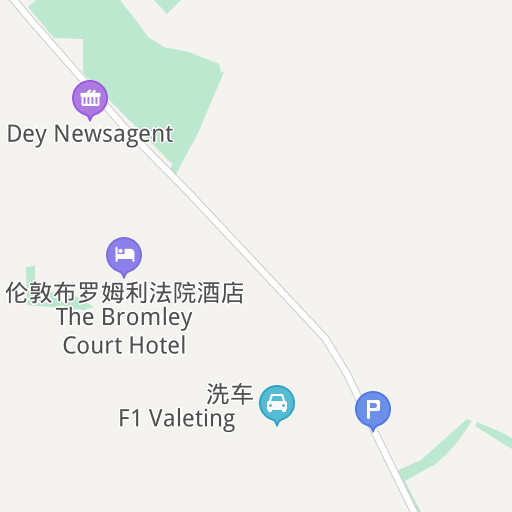 Dey Newsagent
伦敦布罗姆利法院酒店
The Bromley
Court Hotel
洗车
F1 Valeting
P